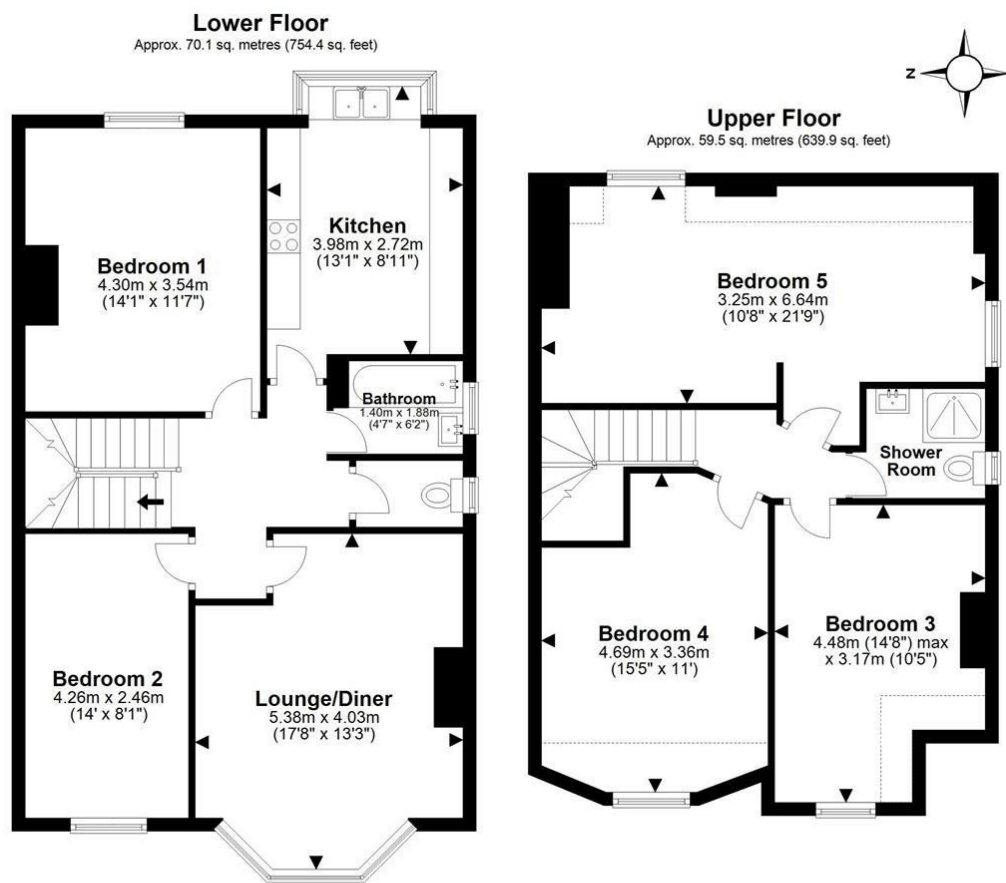 Lower Floor
Approx. 70.1 sq. metres (754.4 sq. feet)
Z
Upper Floor
Approx. 59.5 sq. metres (639.9 sq. feet)
Bedroom 1
4.30m x 3.54m
(14'1" x 11'7")
Kitchen
3.98m x 2.72m
(13'1" x 8'11")
Bathroom
1.40m x 1.88m
(4'7" x 6'2")
Bedroom 2
4.26m x 2.46m
(14' x 8'1")
Lounge/Diner
5.38m x 4.03m
(17'8" x 13'3")
Bedroom 5
3.25m x 6.64m
(10'8" x 21'9")
Shower
Room
Bedroom 4
4.69m x 3.36m
(15'5" x 11')
Bedroom 3
4.48m (14'8") max
x 3.17m (10'5")